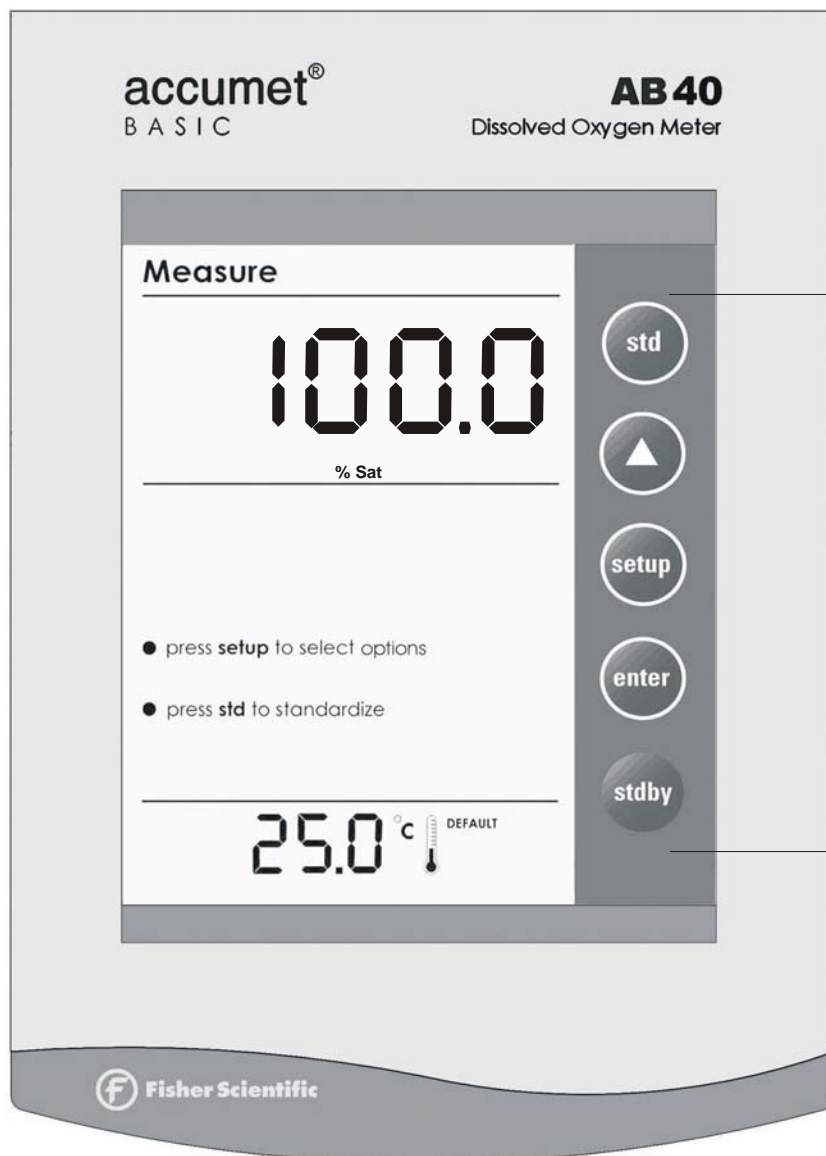 accumet®
BASIC
AB40
Dissolved Oxygen Meter
Measure
100.0
% Sat
● press setup to select options
● press std to standardize
25.0 °C DEFAULT
std
setup
enter
stdby
F Fisher Scientific